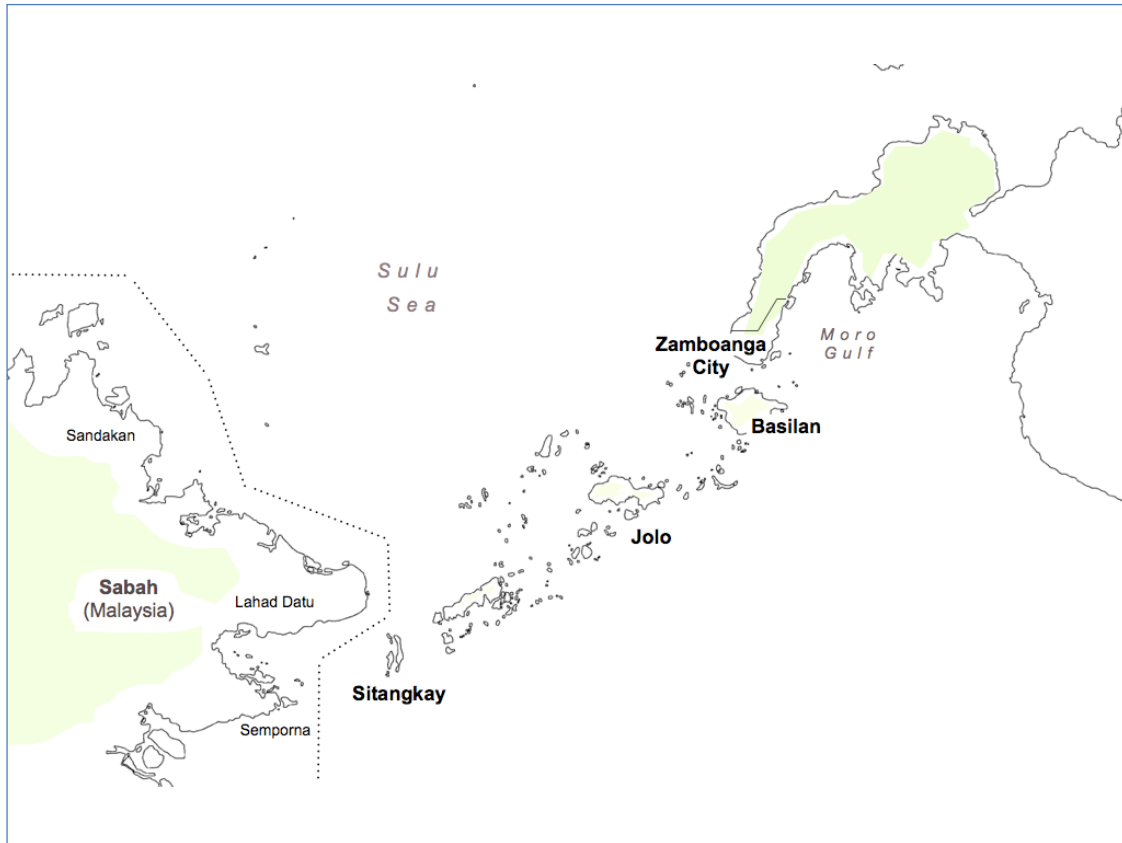 Sulu
Sea
Zamboanga
City
Moro
Gulf
Basilan
Sandakan
Jolo
Sabah
(Malaysia)
Lahad Datu
Sitangkay
Semporna